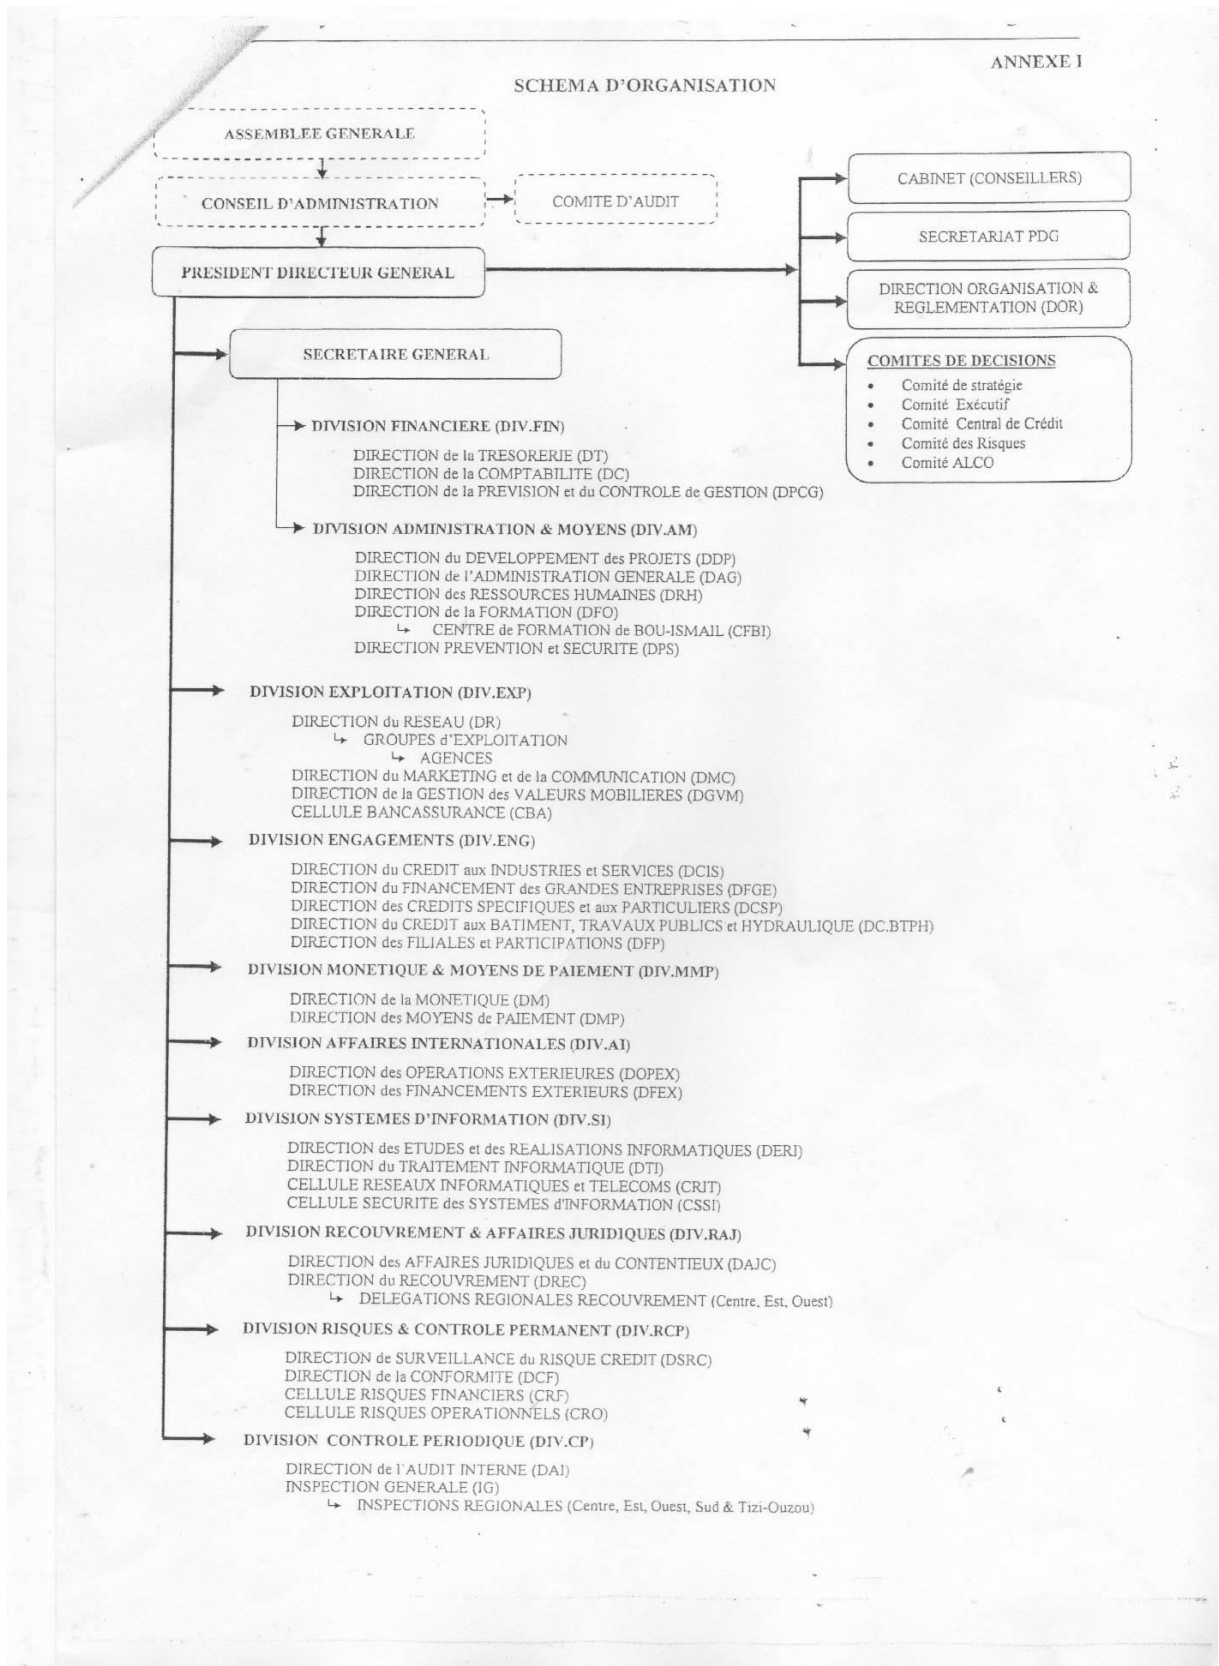 ANNEXE I
SCHEMA D'ORGANISATION
ASSEMBLEE GENERALE
CONSEIL D'ADMINISTRATION
COMITE D'AUDIT
PRESIDENT DIRECTEUR GENERAL
CABINET (CONSEILLERS)
SECRETARIAT PDG
DIRECTION ORGANISATION &
REGLEMENTATION (DOR)
COMITES DE DECISIONS
• Comité de stratégie
• Comité Exécutif
• Comité Central de Crédit
• Comité des Risques
• Comité ALCO
SECRETAIRE GENERAL
DIVISION FINANCIERE (DIV.FIN)
DIRECTION de la TRESORERIE (DT)
DIRECTION de la COMPTABILITE (DC)
DIRECTION de la PREVISION et du CONTROLE de GESTION (DPCG)
DIVISION ADMINISTRATION & MOYENS (DIV.AM)
DIRECTION du DEVELOPPEMENT des PROJETS (DDP)
DIRECTION de l'ADMINISTRATION GENERALE (DAG)
DIRECTION des RESSOURCES HUMAINES (DRH)
DIRECTION de la FORMATION (DFO)
CENTRE de FORMATION de BOU-ISMAIL (CFBI)
DIRECTION PREVENTION et SECURITE (DPS)
DIVISION EXPLOITATION (DIV.EXP)
DIRECTION du RESEAU (DR)
GROUPES d'EXPLOITATION
AGENCES
DIRECTION du MARKETING et de la COMMUNICATION (DMC)
DIRECTION de la GESTION des VALEURS MOBILIERES (DGVM)
CELLULE BANCASSURANCE (CBA)
DIVISION ENGAGEMENTS (DIV.ENG)
DIRECTION du CREDIT aux INDUSTRIES et SERVICES (DCIS)
DIRECTION du FINANCEMENT des GRANDES ENTREPRISES (DFGE)
DIRECTION des CREDITS SPECIFIQUES et aux PARTICULIERS (DCSP)
DIRECTION du CREDIT aux BATIMENT, TRAVAUX PUBLICS et HYDRAULIQUE (DC.BTPH)
DIRECTION des FILIALES et PARTICIPATIONS (DFP)
DIVISION MONETIQUE & MOYENS DE PAIEMENT (DIV.MMP)
DIRECTION de la MONETIQUE (DM)
DIRECTION des MOYENS de PAIEMENT (DMP)
DIVISION AFFAIRES INTERNATIONALES (DIV.AI)
DIRECTION des OPERATIONS EXTERIEURES (DOPEX)
DIRECTION des FINANCEMENTS EXTERIEURS (DFEX)
DIVISION SYSTEMES D'INFORMATION (DIV.SI)
DIRECTION des ETUDES et des REALISATIONS INFORMATIQUES (DERI)
DIRECTION du TRAITEMENT INFORMATIQUE (DTI)
CELLULE RESEAUX INFORMATIQUES et TELECOMS (CRIT)
CELLULE SECURITE des SYSTEMES d'INFORMATION (CSSI)
DIVISION RECOUVREMENT & AFFAIRES JURIDIQUES (DIV.RAJ)
DIRECTION des AFFAIRES JURIDIQUES et du CONTENTIEUX (DAJC)
DIRECTION du RECOUVREMENT (DREC)
DELEGATIONS REGIONALES RECOUVREMENT (Centre, Est, Ouest)
DIVISION RISQUES & CONTROLE PERMANENT (DIV.RCP)
DIRECTION de SURVEILLANCE du RISQUE CREDIT (DSRC)
DIRECTION de la CONFORMITE (DCF)
CELLULE RISQUES FINANCIERS (CRF)
CELLULE RISQUES OPERATIONNELS (CRO)
DIVISION CONTROLE PERIODIQUE (DIV.CP)
DIRECTION de l'AUDIT INTERNE (DAI)
INSPECTION GENERALE (IG)
INSPECTIONS REGIONALES (Centre, Est, Ouest, Sud & Tizi-Ouzou)